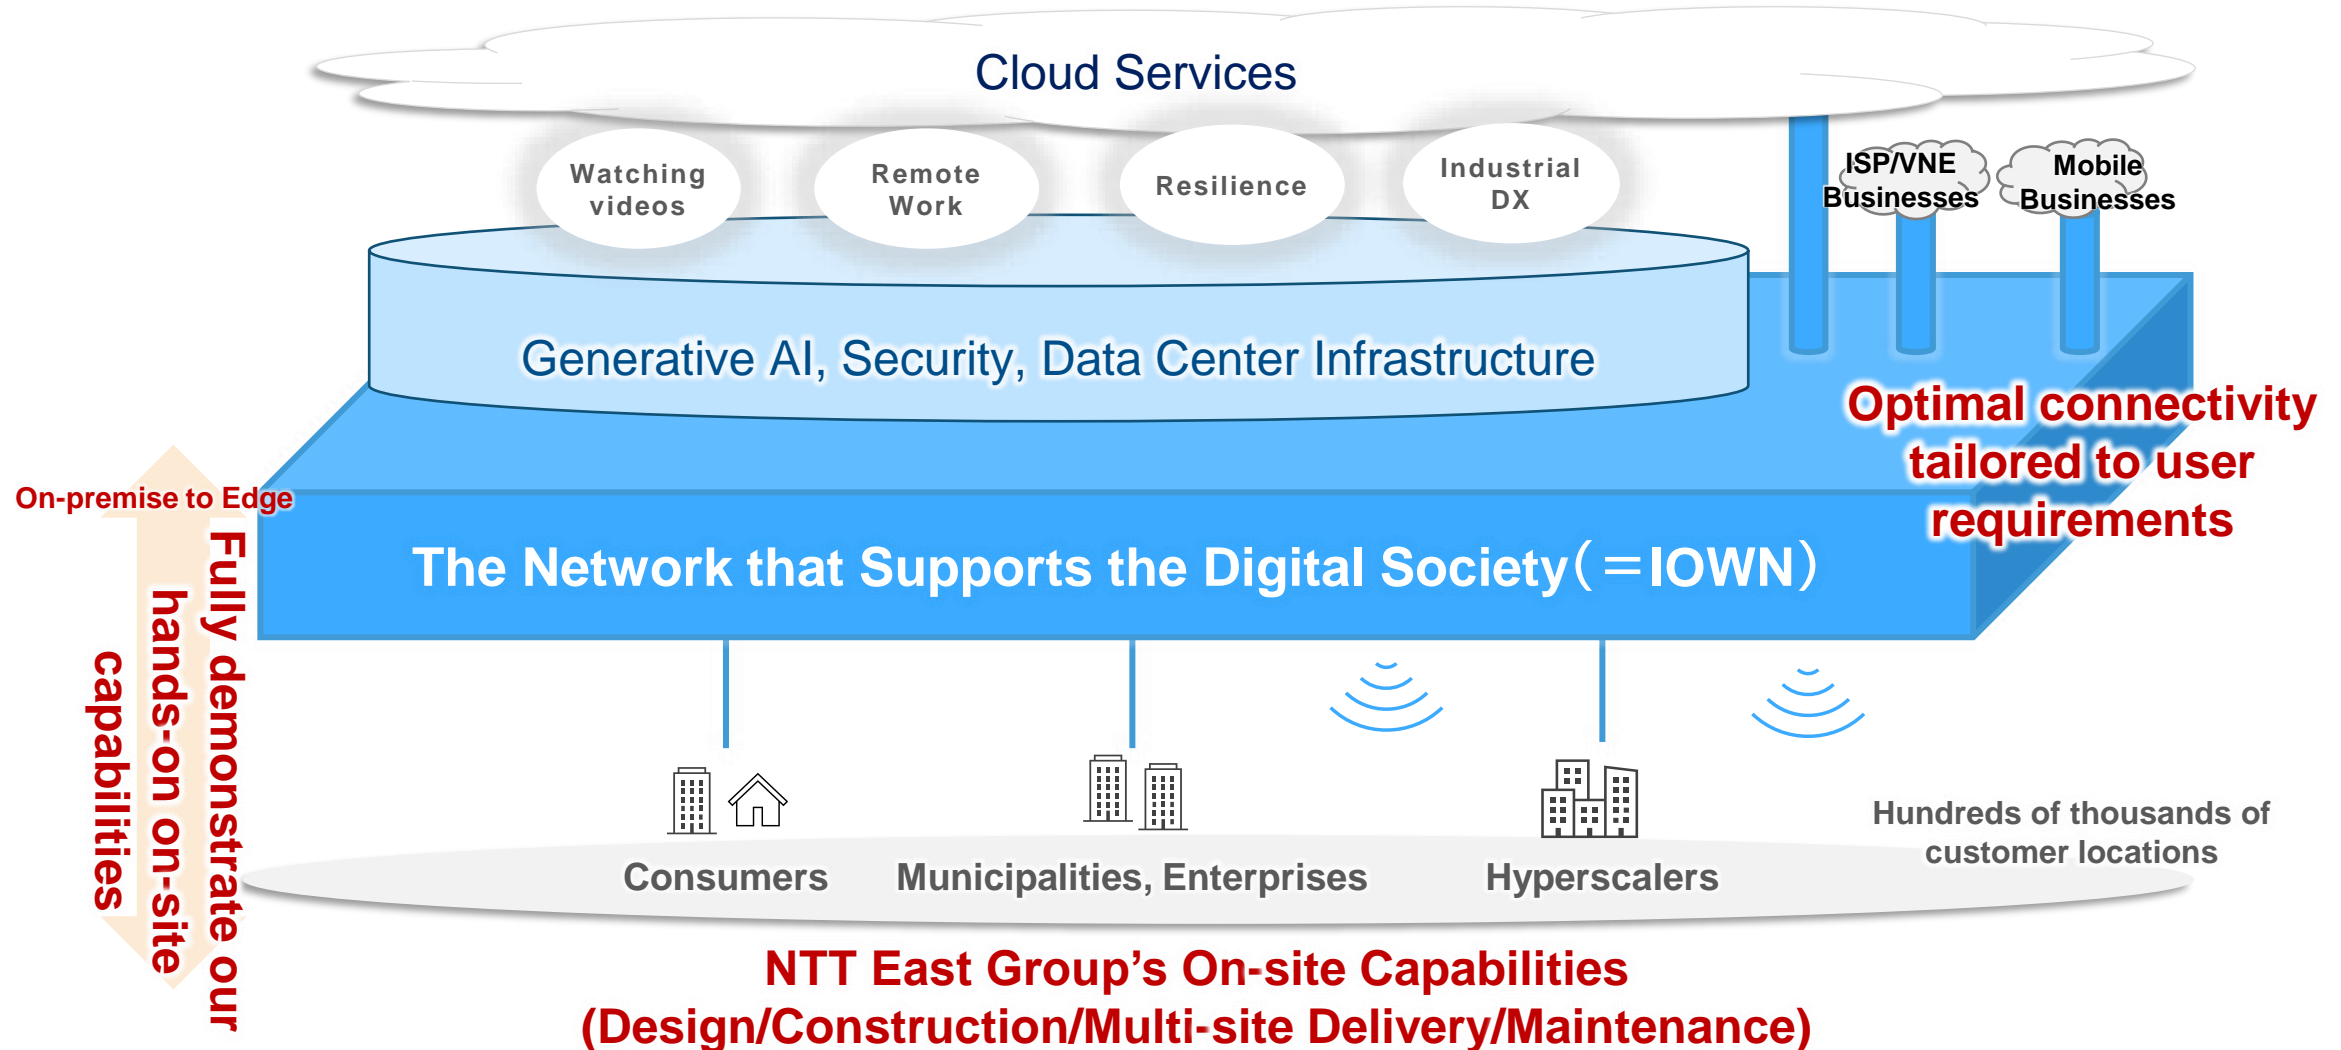 Cloud Services
Watching
videos
Remote
Work
Resilience
Industrial
DX
ISP/VNE
Businesses
Mobile
Businesses
Generative AI, Security, Data Center Infrastructure
Optimal connectivity
tailored to user
requirements
On-premise to Edge
The Network that Supports the Digital Society(=IOWN)
Fully demonstrate our
hands-on on-site
capabilities
Hundreds of thousands of
customer locations
Consumers
Municipalities, Enterprises
Hyperscalers
NTT East Group’s On-site Capabilities
(Design/Construction/Multi-site Delivery/Maintenance)